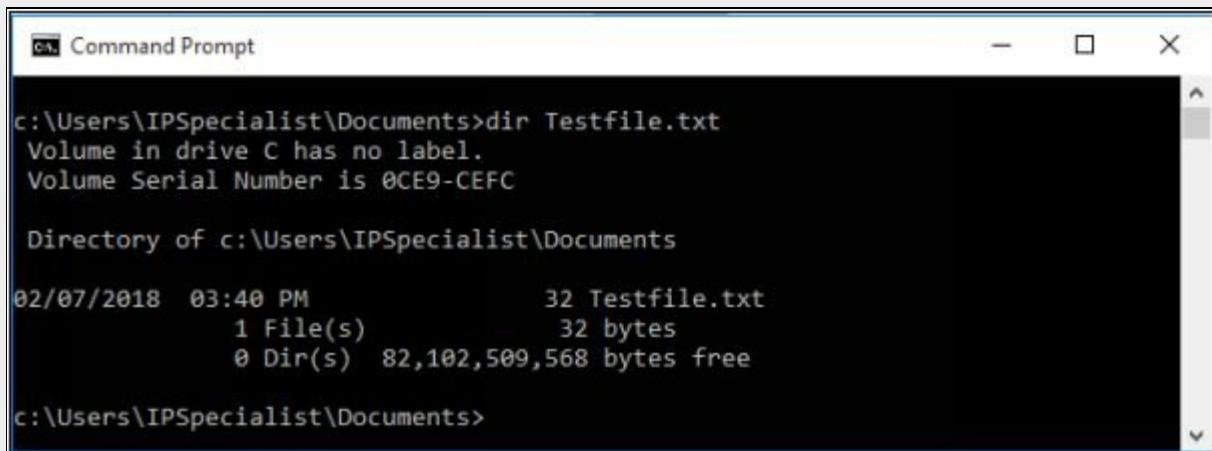 Command Prompt
c:\Users\IPSpecialist\Documents>dir Testfile.txt
Volume in drive C has no label.
Volume Serial Number is 0CE9-CEFC
Directory of c:\Users\IPSpecialist\Documents
02/07/2018  03:40 PM                32 Testfile.txt
1 File(s)             32 bytes
0 Dir(s)  82,102,509,568 bytes free
c:\Users\IPSpecialist\Documents>